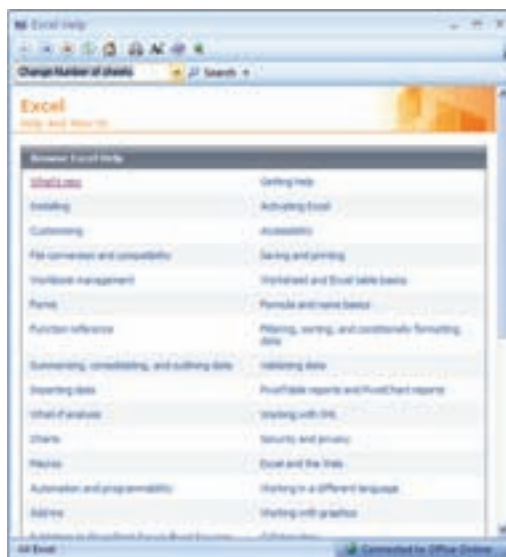 Excel Help
Change Number of sheets
Search
Excel
Help and How-to
Browse Excel Help
What's new
Getting help
Installing
Activating Excel
Customizing
Accessibility
File conversion and compatibility
Saving and printing
Workbook management
Worksheet and Excel table basics
Forms
Formula and name basics
Function reference
Filtering, sorting, and conditionally formatting
data
Summarizing, consolidating, and outlining data
Validating data
Importing data
PivotTable reports and PivotChart reports
What-if analysis
Working with XML
Charts
Security and privacy
Macros
Excel and the Web
Automation and programmability
Working in a different language
Add-ins
Working with graphics
All Excel
Connected to Office Online